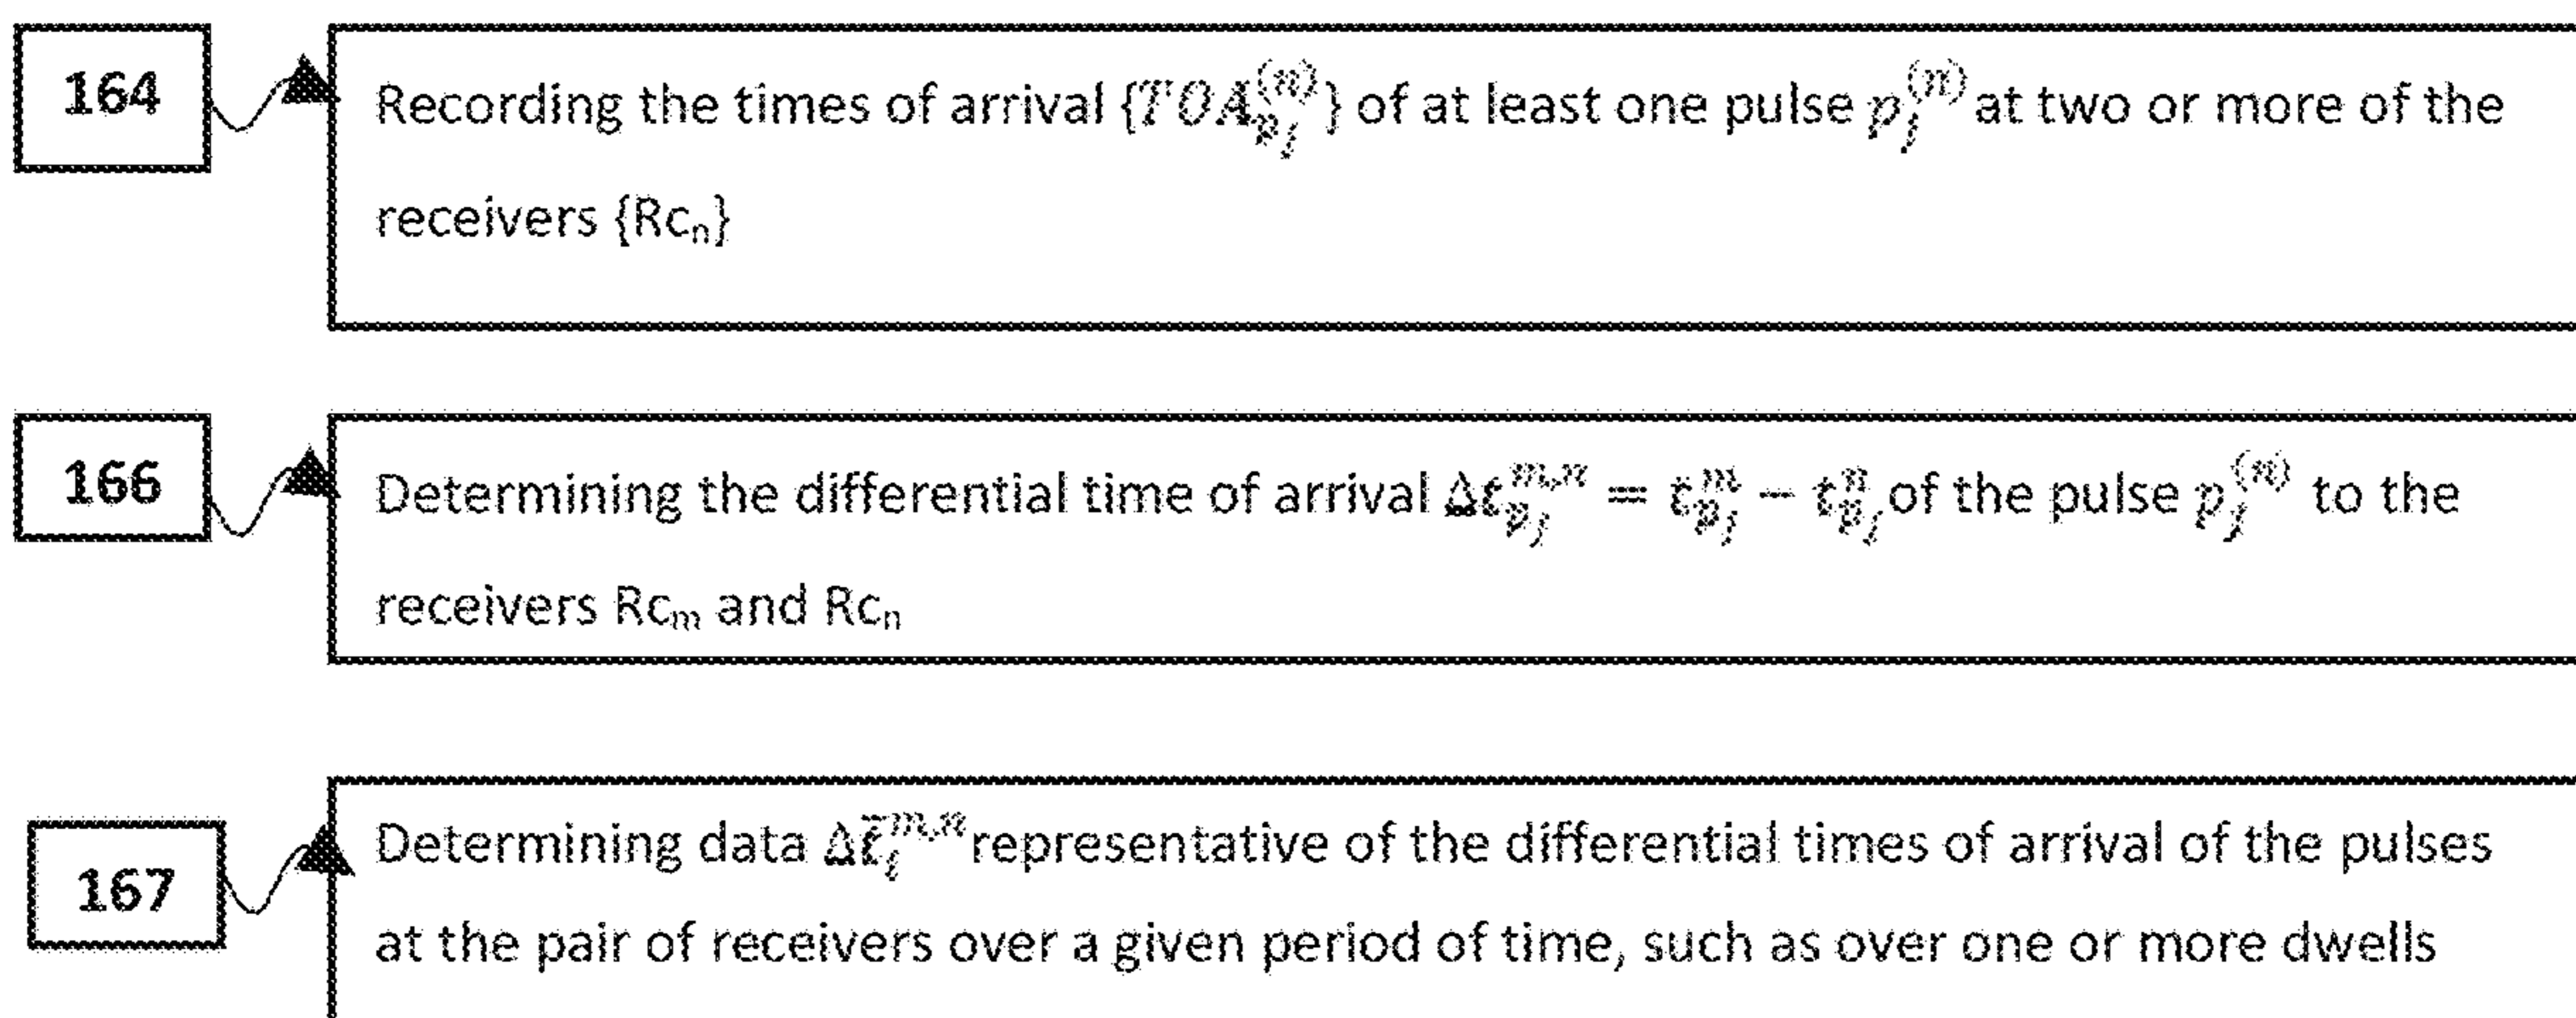 164
Recording the times of arrival {TOA_{p_j}^{(n)}} of at least one pulse p_j^{(n)} at two or more of the
receivers {Rc_n}
166
Determining the differential time of arrival Δt_{p_j}^{m,n} = t_{p_j}^m − t_{p_j}^n of the pulse p_j^{(n)} to the
receivers Rc_m and Rc_n
167
Determining data Δt̄_i^{m,n} representative of the differential times of arrival of the pulses
at the pair of receivers over a given period of time, such as over one or more dwells